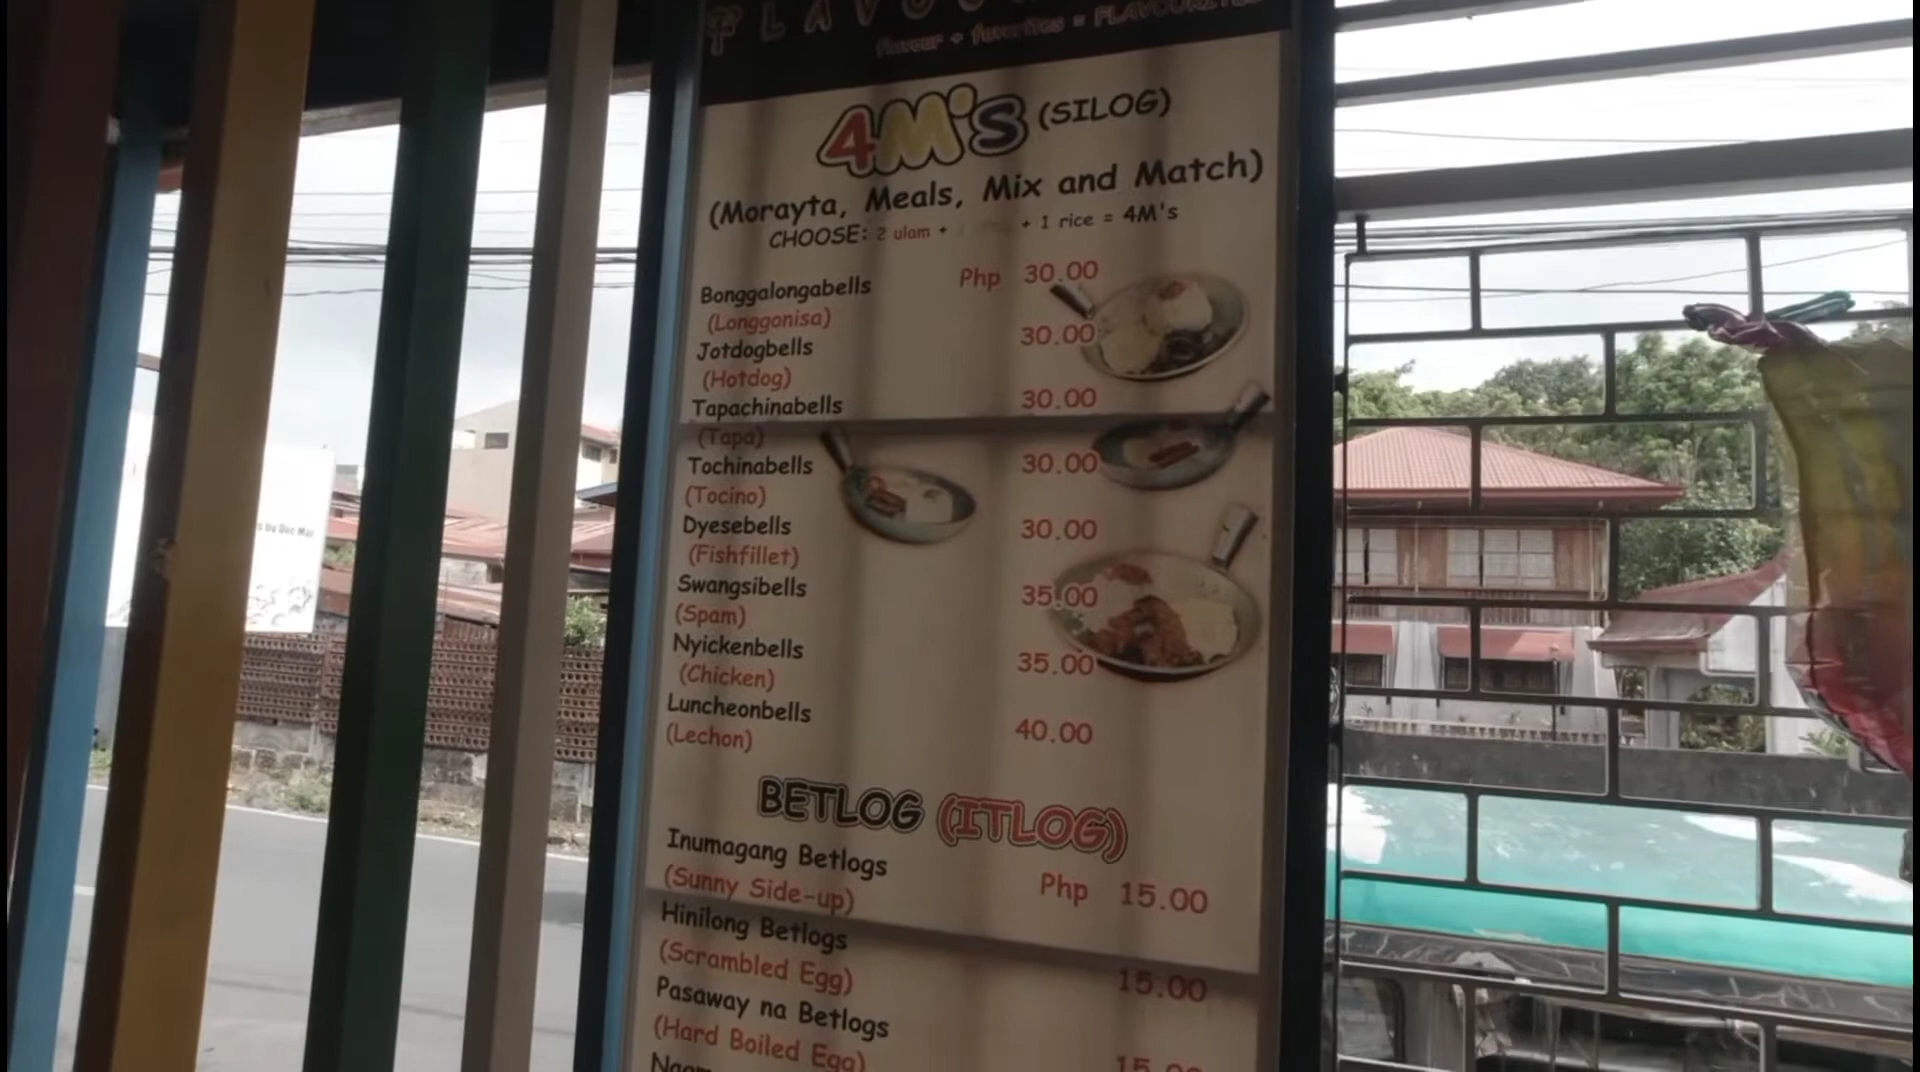 FLAVOU
flavour + favorites = FLAVOURITES
4M's (SILOG)
(Morayta, Meals, Mix and Match)
CHOOSE: 2 ulam + + 1 rice = 4M's
Bonggalongabells Php 30.00
(Longgonisa)
Jotdogbells 30.00
(Hotdog)
Tapachinabells 30.00
(Tapa)
Tochinabells 30.00
(Tocino)
Dyesebells 30.00
(Fishfillet)
Swangsibells 35.00
(Spam)
Nyickenbells 35.00
(Chicken)
Luncheonbells 40.00
(Lechon)
BETLOG (ITLOG)
Inumagang Betlogs Php 15.00
(Sunny Side-up)
Hinilong Betlogs 15.00
(Scrambled Egg)
Pasaway na Betlogs 15.00
(Hard Boiled Egg)